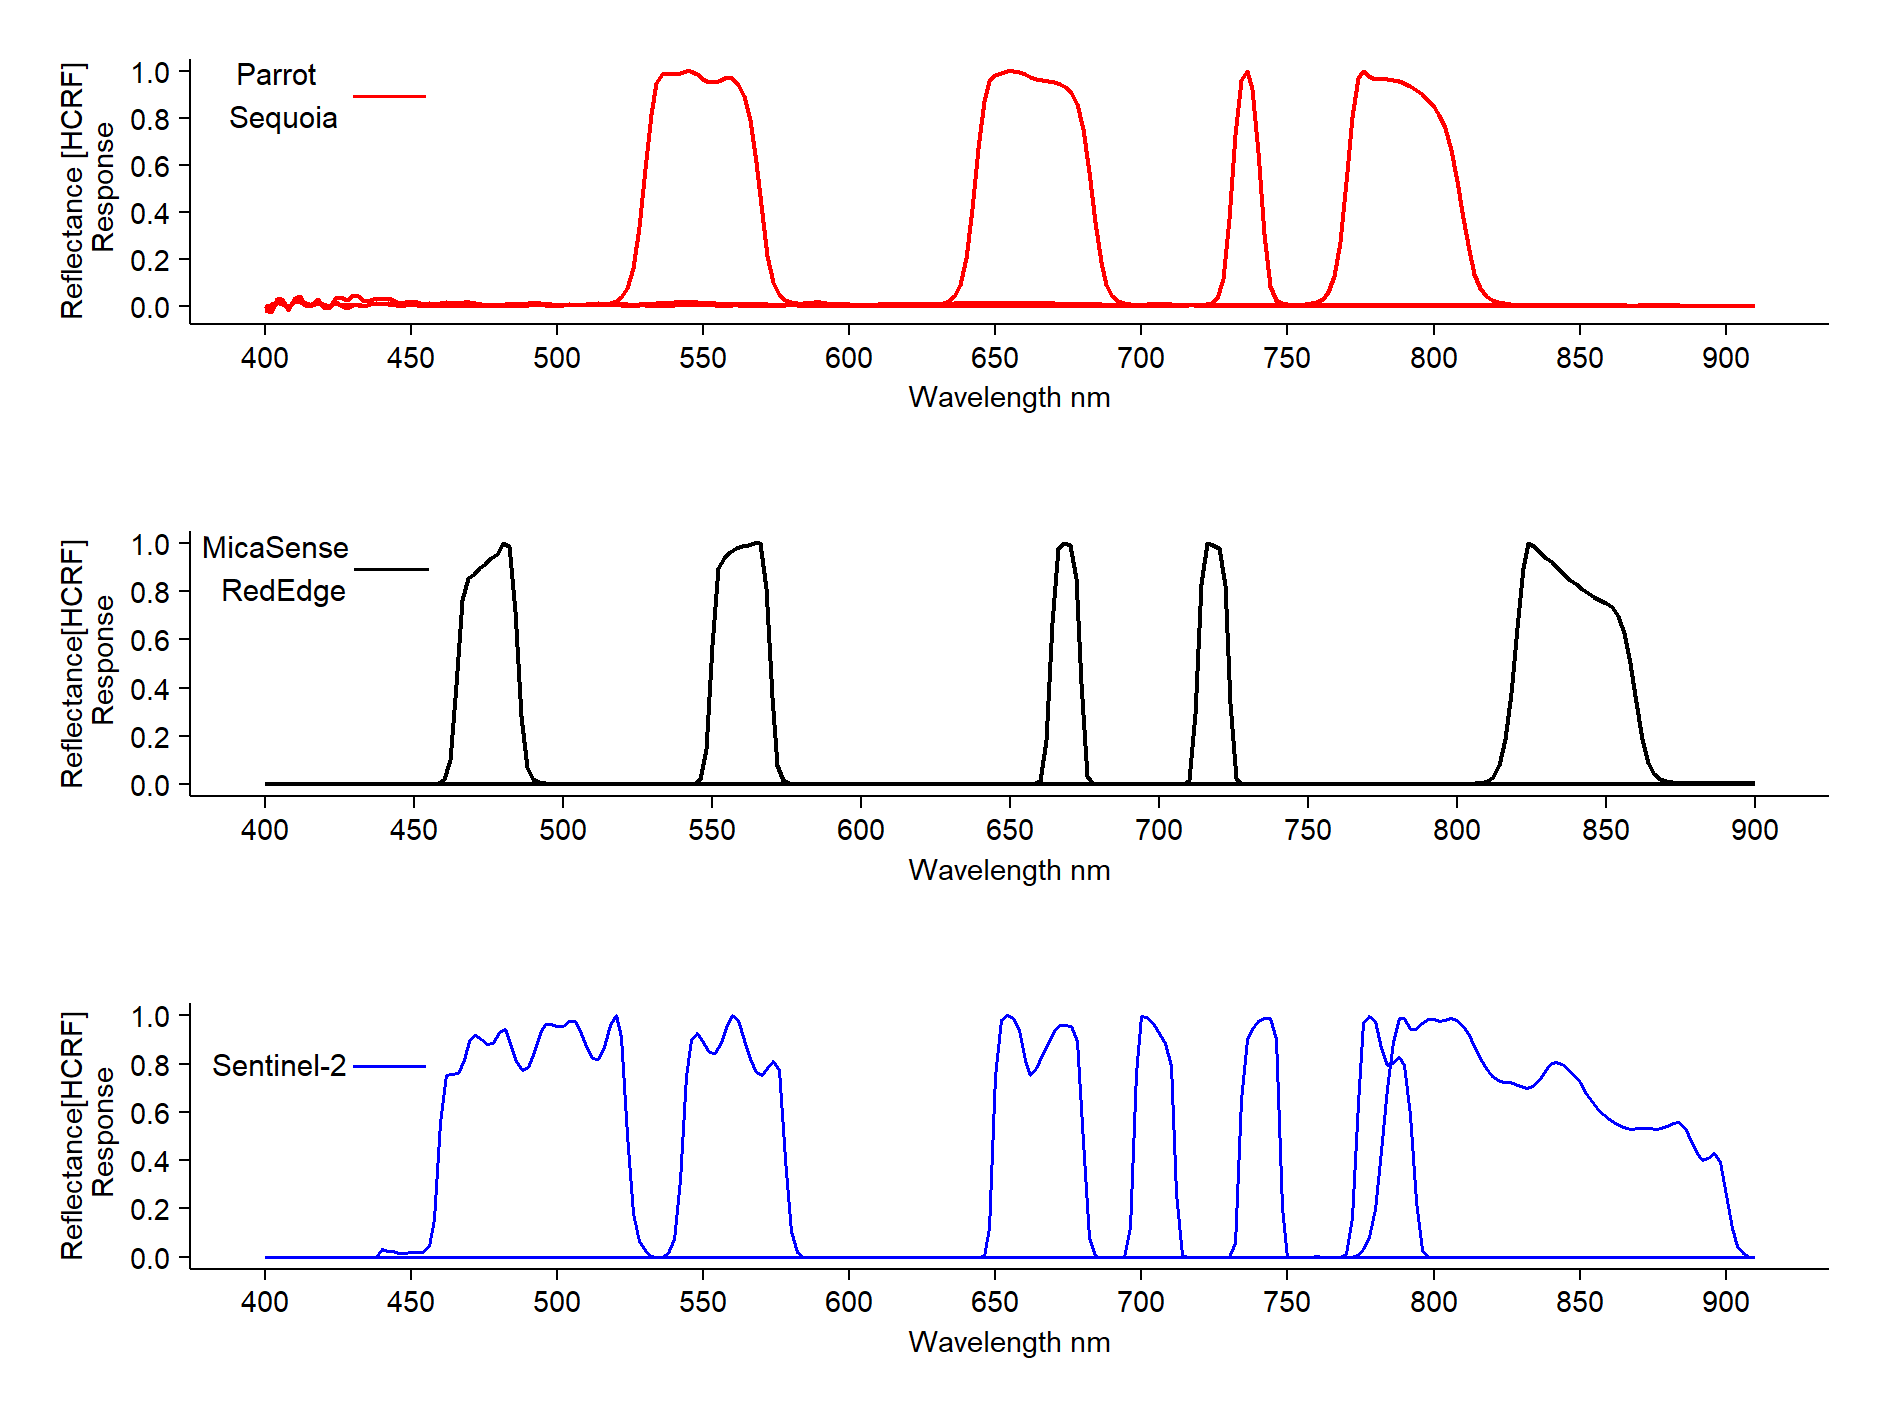 Parrot
Sequoia
Reflectance [HCRF]
Response
1.0
0.8
0.6
0.4
0.2
0.0
400 450 500 550 600 650 700 750 800 850 900
Wavelength nm
MicaSense
RedEdge
Reflectance[HCRF]
Response
1.0
0.8
0.6
0.4
0.2
0.0
400 450 500 550 600 650 700 750 800 850 900
Wavelength nm
Sentinel-2
Reflectance[HCRF]
Response
1.0
0.8
0.6
0.4
0.2
0.0
400 450 500 550 600 650 700 750 800 850 900
Wavelength nm